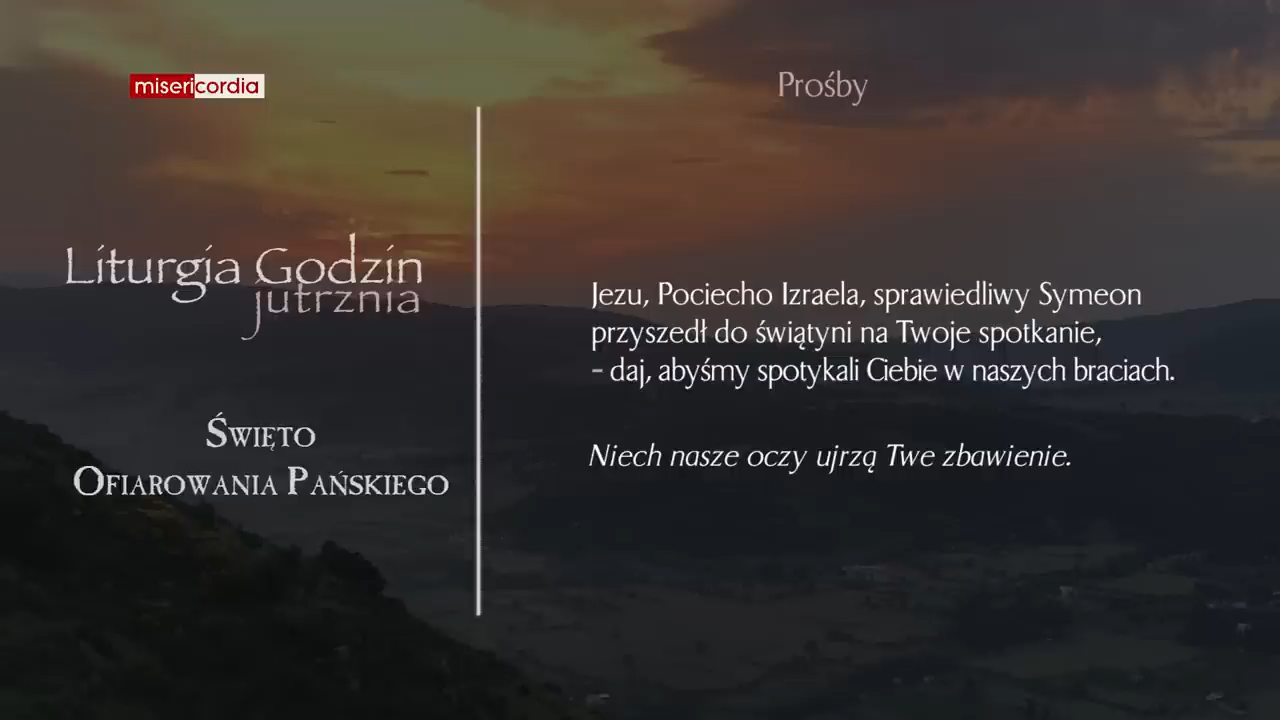 misericordia
Liturgia Godzin
jutrznia
Święto
Ofiarowania Pańskiego
Prośby
Jezu, Pociecho Izraela, sprawiedliwy Symeon
przyszedł do świątyni na Twoje spotkanie,
- daj, abyśmy spotykali Ciebie w naszych braciach.
Niech nasze oczy ujrzą Twe zbawienie.